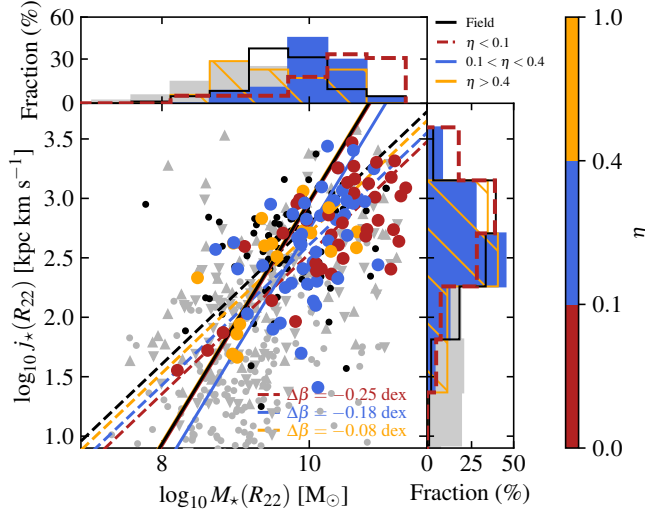 Fraction (%)
60
30
0
Field
η < 0.1
0.1 < η < 0.4
η > 0.4
1.0
0.4
0.1
0.0
η
log₁₀ j⋆(R₂₂) [kpc km s⁻¹]
3.5
3.0
2.5
2.0
1.5
1.0
Δβ = −0.25 dex
Δβ = −0.18 dex
Δβ = −0.08 dex
8
10
log₁₀ M⋆(R₂₂) [M⊙]
0
25
50
Fraction (%)